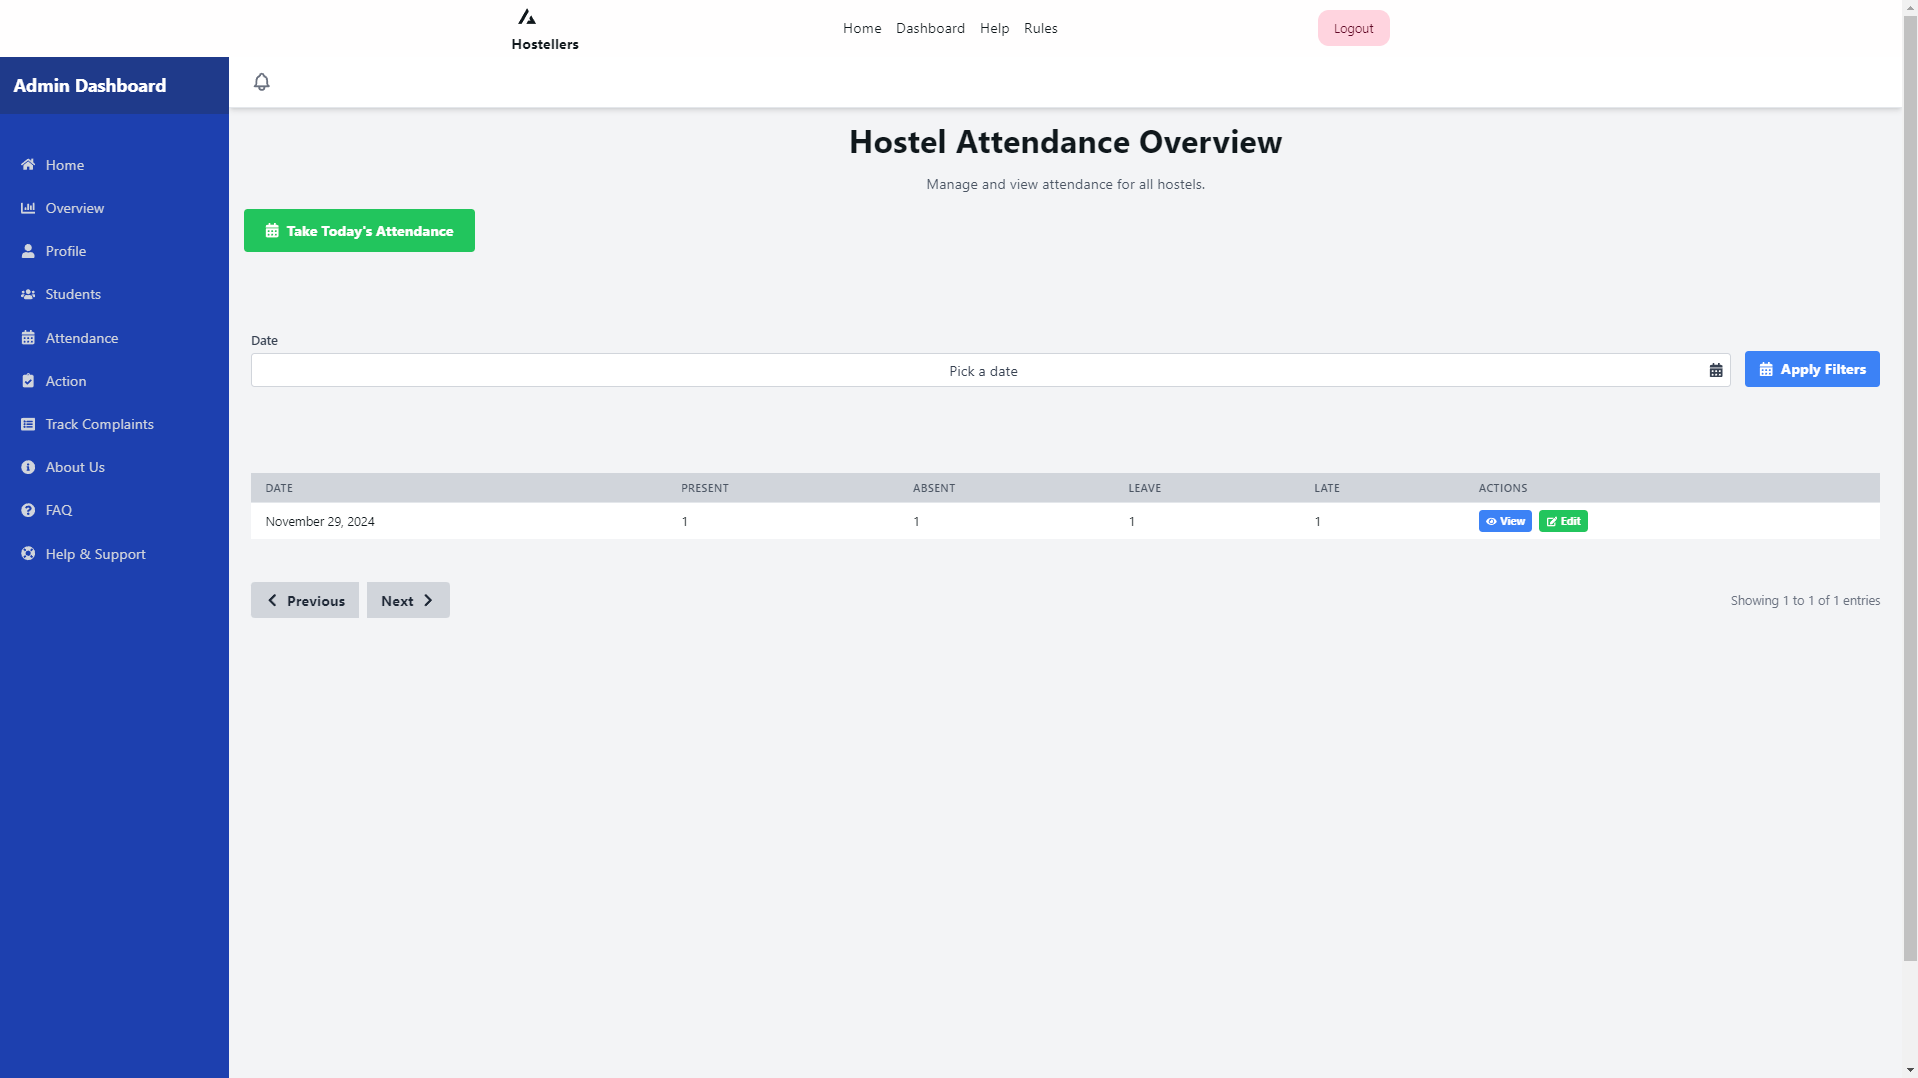 Hostellers
Home Dashboard Help Rules
Logout
Admin Dashboard
Home
Overview
Profile
Students
Attendance
Action
Track Complaints
About Us
FAQ
Help & Support
Hostel Attendance Overview
Manage and view attendance for all hostels.
Take Today's Attendance
Date
Pick a date
Apply Filters
DATE PRESENT ABSENT LEAVE LATE ACTIONS
November 29, 2024 1 1 1 1 View Edit
Previous Next
Showing 1 to 1 of 1 entries